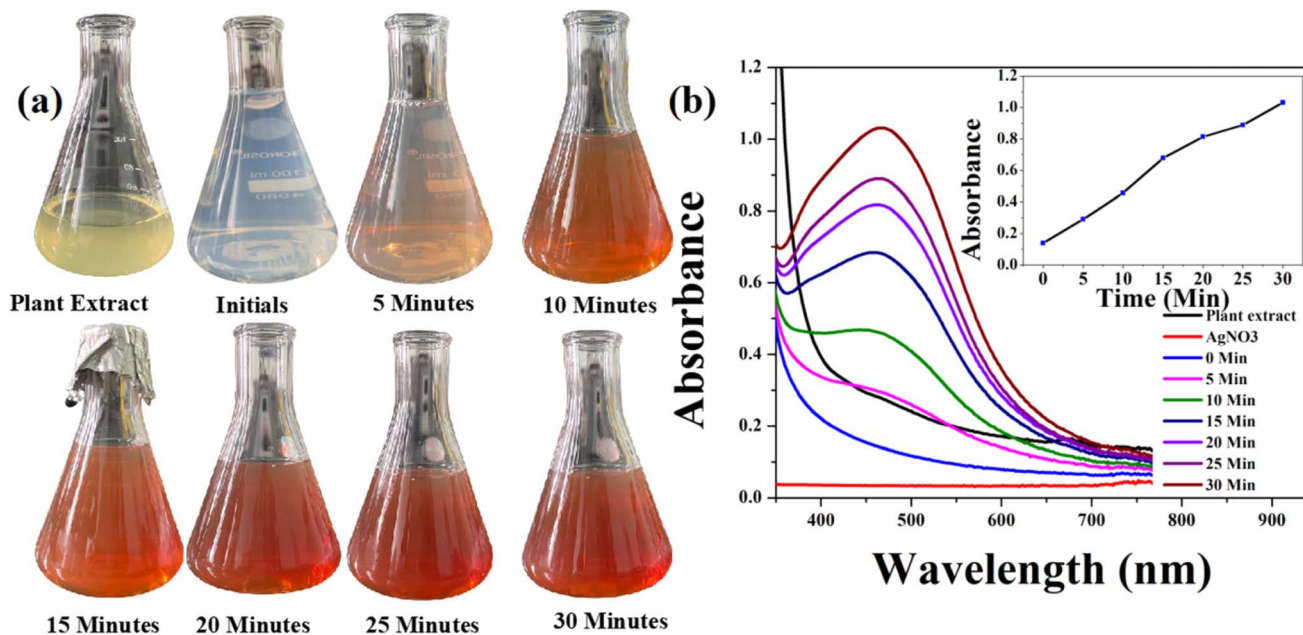 (a)
Plant Extract
Initials
5 Minutes
10 Minutes
15 Minutes
20 Minutes
25 Minutes
30 Minutes
(b)
Absorbance
1.2
1.0
0.8
0.6
0.4
0.2
0.0
400
500
600
700
800
900
Wavelength (nm)
Absorbance
1.2
1.0
0.8
0.6
0.4
0.2
0.0
0
5
10
15
20
25
30
Time (Min)
Plant extract
AgNO3
0 Min
5 Min
10 Min
15 Min
20 Min
25 Min
30 Min